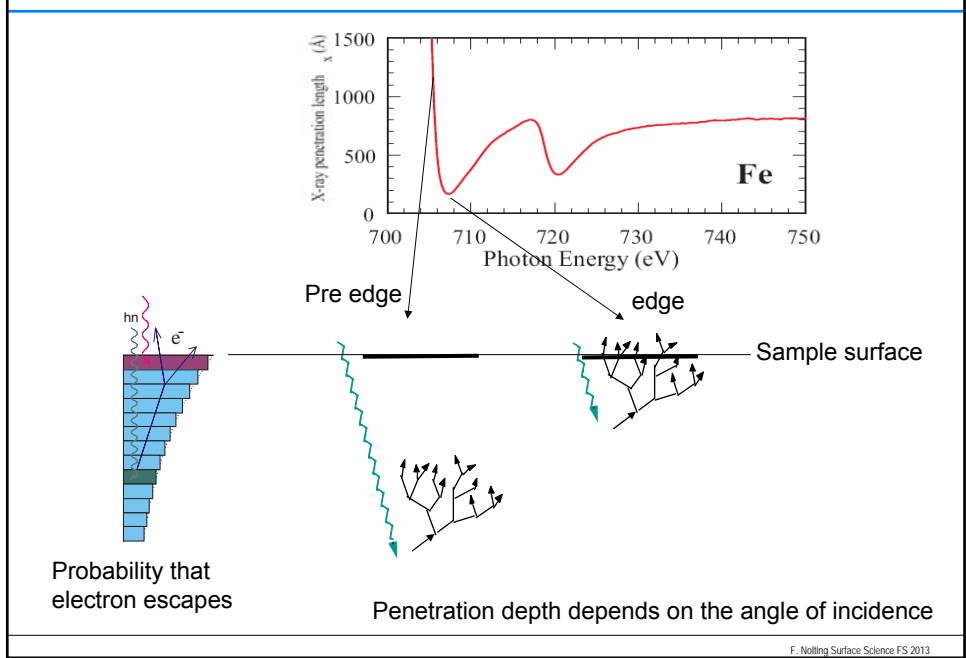 X-ray penetration length x (Å)
1500
1000
500
0
700 710 720 730 740 750
Photon Energy (eV)
Fe
Pre edge
edge
hn
e-
Sample surface
Probability that
electron escapes
Penetration depth depends on the angle of incidence
F. Nolting Surface Science FS 2013